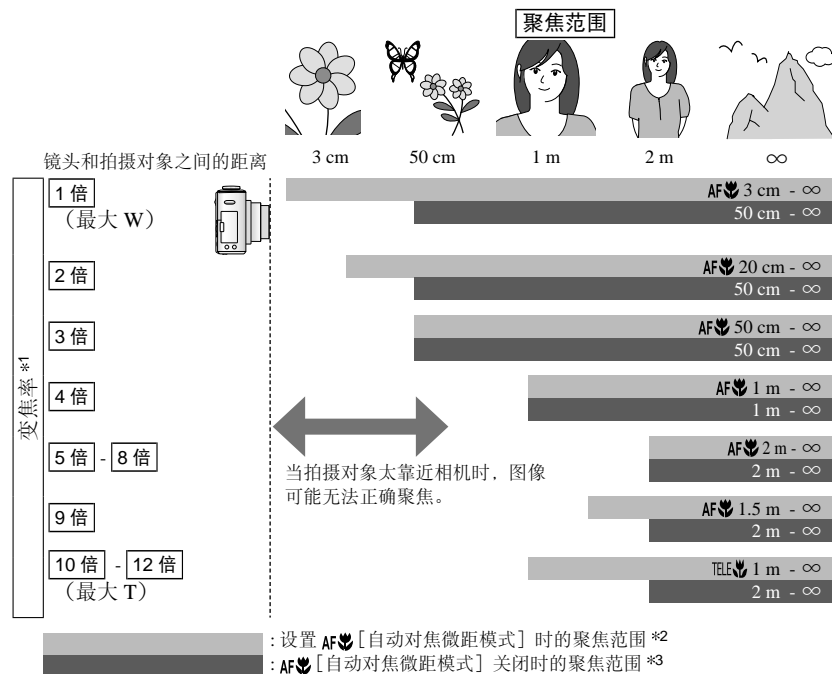 聚焦范围
镜头和拍摄对象之间的距离 3 cm 50 cm 1 m 2 m ∞
变焦率 *1
1 倍
（最大 W）
AF 3 cm - ∞
50 cm - ∞
2 倍
AF 20 cm - ∞
50 cm - ∞
3 倍
AF 50 cm - ∞
50 cm - ∞
4 倍
AF 1 m - ∞
1 m - ∞
5 倍 - 8 倍
AF 2 m - ∞
2 m - ∞
当拍摄对象太靠近相机时，图像
可能无法正确聚焦。
9 倍
AF 1.5 m - ∞
2 m - ∞
10 倍 - 12 倍
（最大 T）
TELE 1 m - ∞
2 m - ∞
：设置 AF［自动对焦微距模式］时的聚焦范围 *2
：AF［自动对焦微距模式］关闭时的聚焦范围 *3